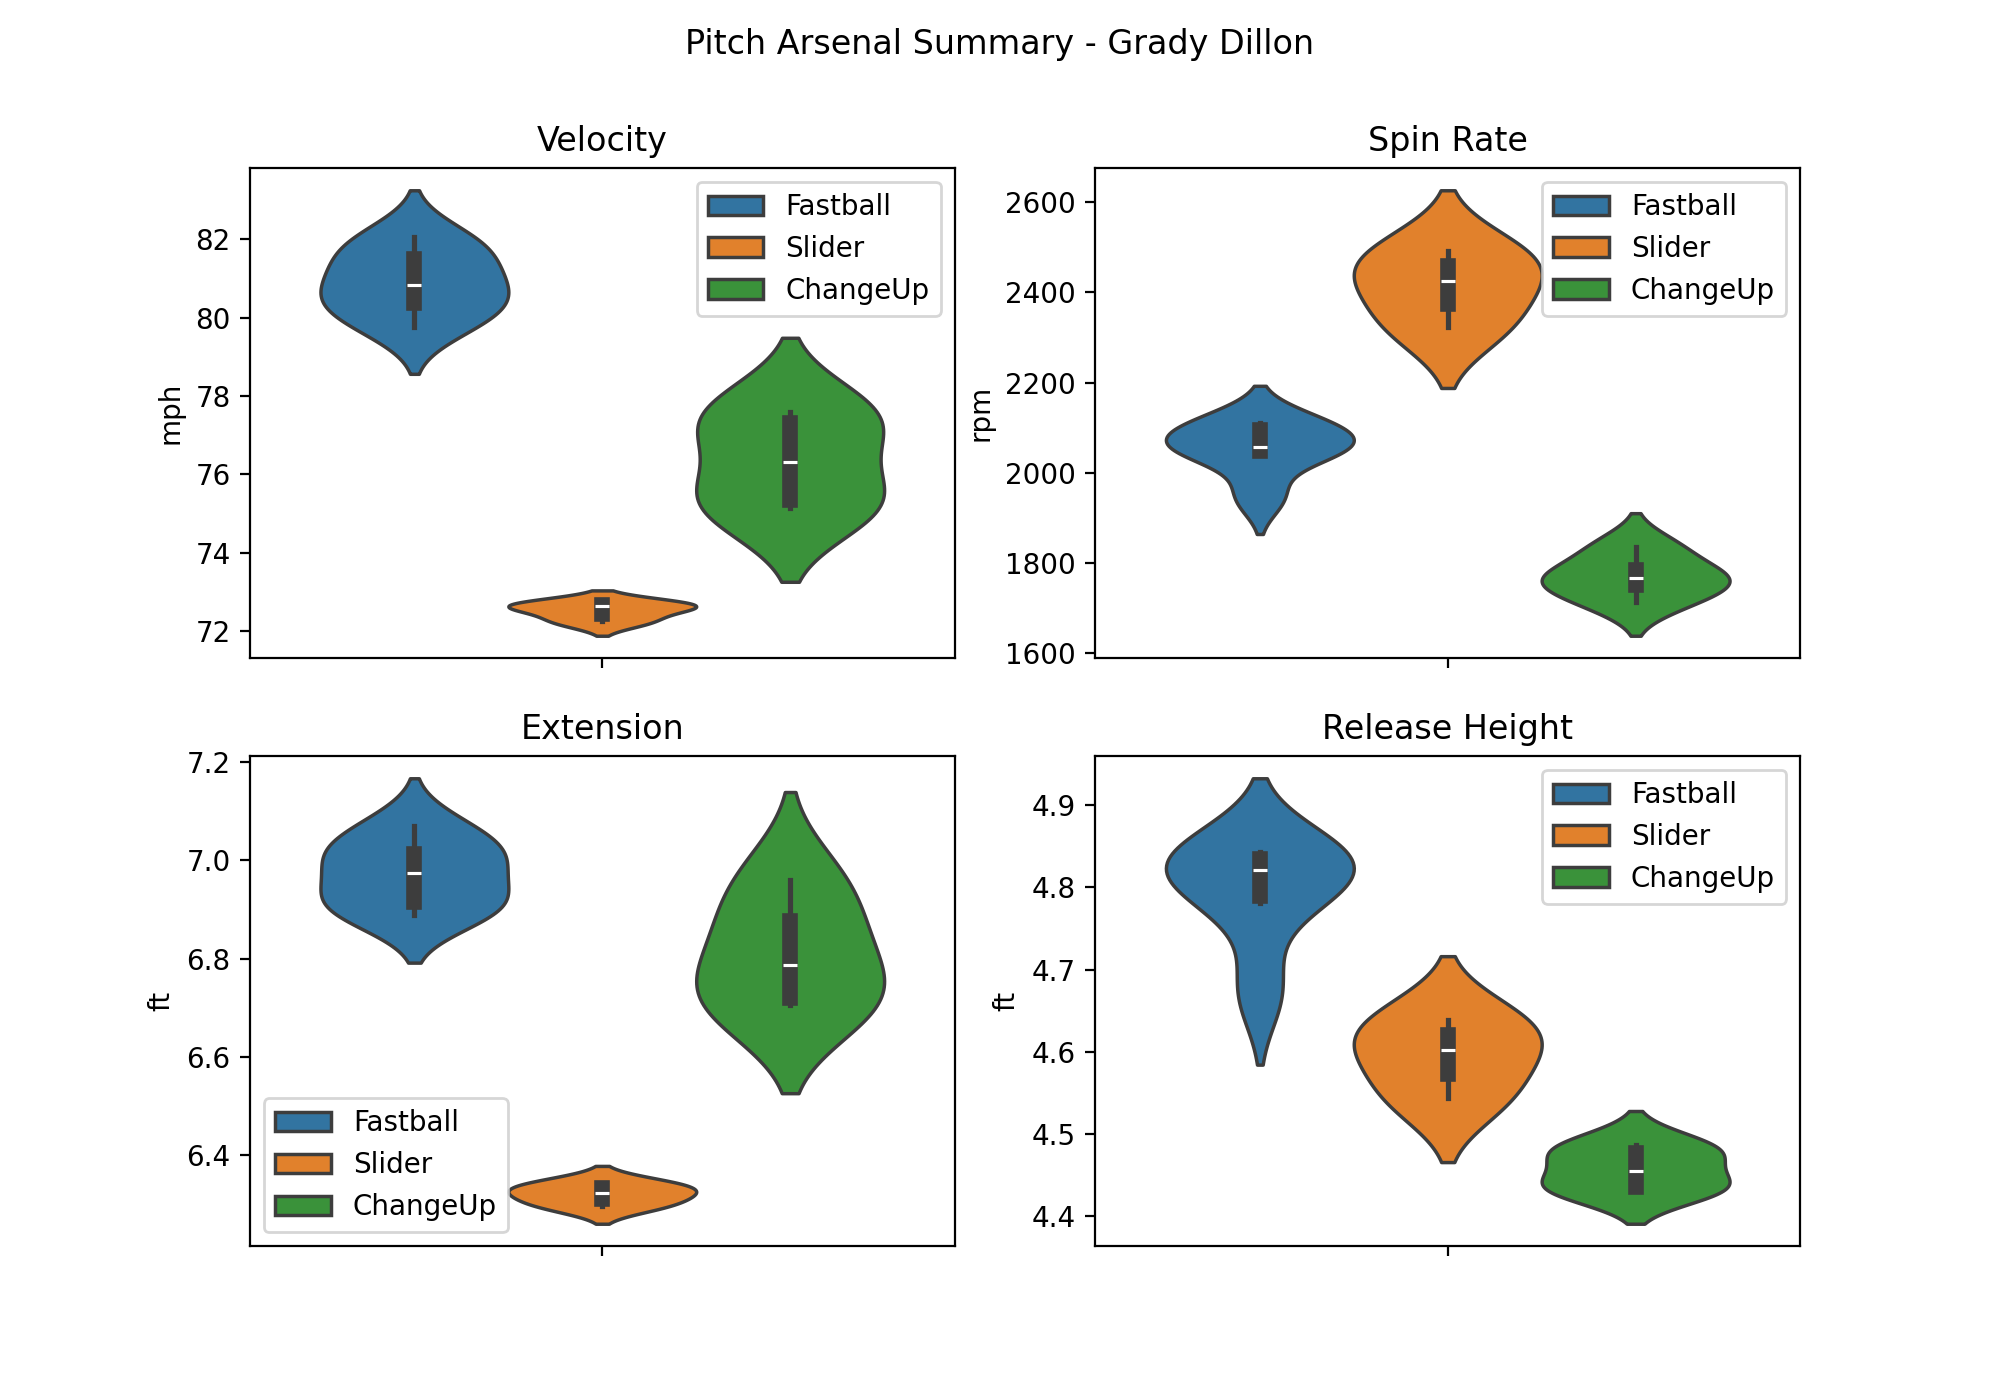 Pitch Arsenal Summary - Grady Dillon
Velocity
mph
82
80
78
76
74
72
Fastball
Slider
ChangeUp
Spin Rate
rpm
2600
2400
2200
2000
1800
1600
Fastball
Slider
ChangeUp
Extension
ft
7.2
7.0
6.8
6.6
6.4
Fastball
Slider
ChangeUp
Release Height
ft
4.9
4.8
4.7
4.6
4.5
4.4
Fastball
Slider
ChangeUp